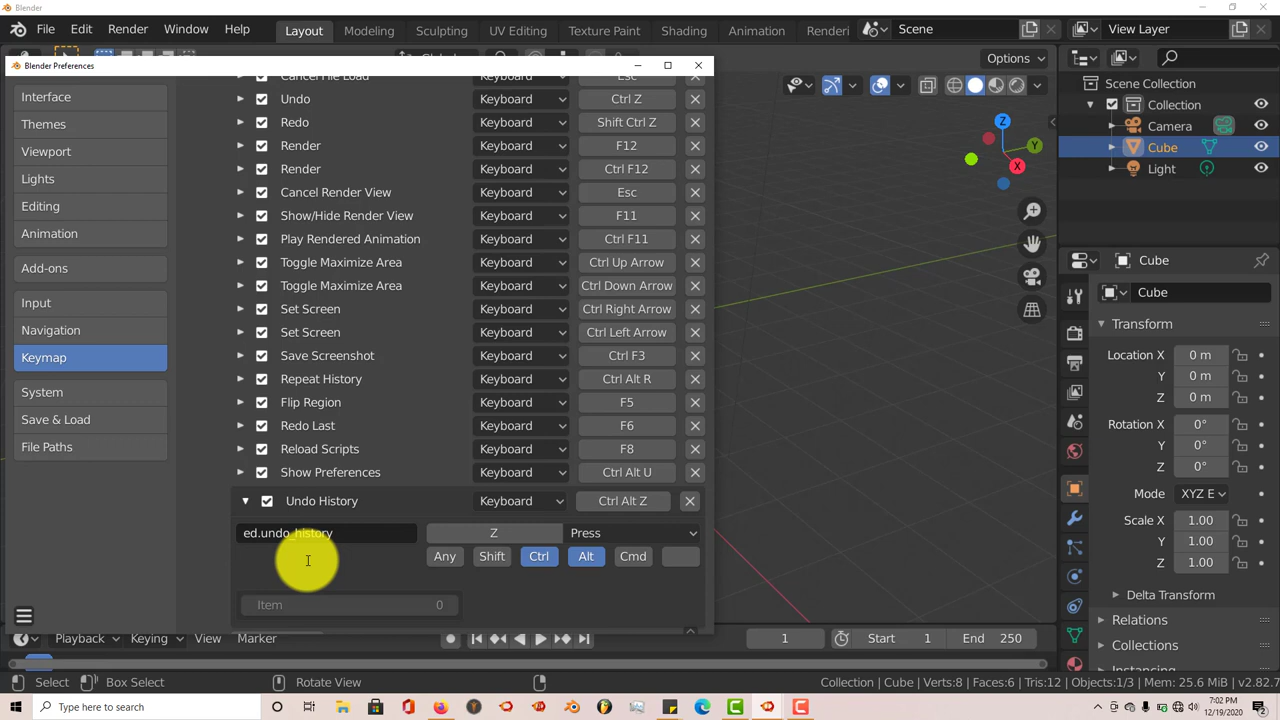 Blender
File Edit Render Window Help Layout Modeling Sculpting UV Editing Texture Paint Shading Animation Renderi Scene View Layer
Blender Preferences
Options
Interface
Themes
Viewport
Lights
Editing
Animation
Add-ons
Input
Navigation
Keymap
System
Save & Load
File Paths
Cancel File Load Esc
Undo Keyboard Ctrl Z
Redo Keyboard Shift Ctrl Z
Render Keyboard F12
Render Keyboard Ctrl F12
Cancel Render View Keyboard Esc
Show/Hide Render View Keyboard F11
Play Rendered Animation Keyboard Ctrl F11
Toggle Maximize Area Keyboard Ctrl Up Arrow
Toggle Maximize Area Keyboard Ctrl Down Arrow
Set Screen Keyboard Ctrl Right Arrow
Set Screen Keyboard Ctrl Left Arrow
Save Screenshot Keyboard Ctrl F3
Repeat History Keyboard Ctrl Alt R
Flip Region Keyboard F5
Redo Last Keyboard F6
Reload Scripts Keyboard F8
Show Preferences Keyboard Ctrl Alt U
Undo History Keyboard Ctrl Alt Z
ed.undo_history Z Press
Any Shift Ctrl Alt Cmd
Item 0
Z
Y
X
Scene Collection
Collection
Camera
Cube
Light
Cube
Cube
Transform
Location X 0 m
Y 0 m
Z 0 m
Rotation X 0°
Y 0°
Z 0°
Mode XYZ E
Scale X 1.00
Y 1.00
Z 1.00
Delta Transform
Relations
Collections
Instancing
Playback Keying View Marker 1 Start 1 End 250
Select Box Select Rotate View Collection | Cube | Verts:8 | Faces:6 | Tris:12 | Objects:1/3 | Mem: 25.6 MiB | v2.82.7
Type here to search
7:02 PM
12/19/2020